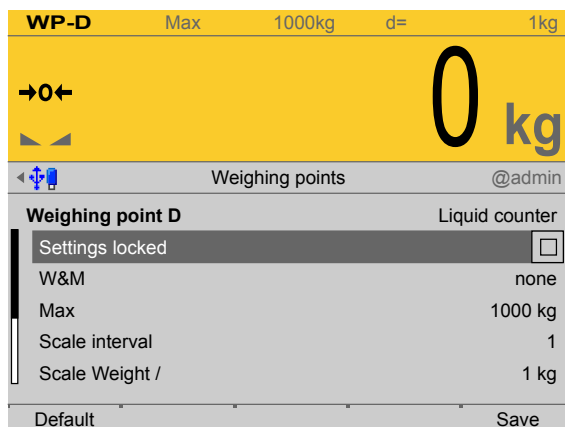 WP-D Max 1000kg d= 1kg
→0←
0 kg
Weighing points @admin
Weighing point D Liquid counter
Settings locked
W&M none
Max 1000 kg
Scale interval 1
Scale Weight / 1 kg
Default Save